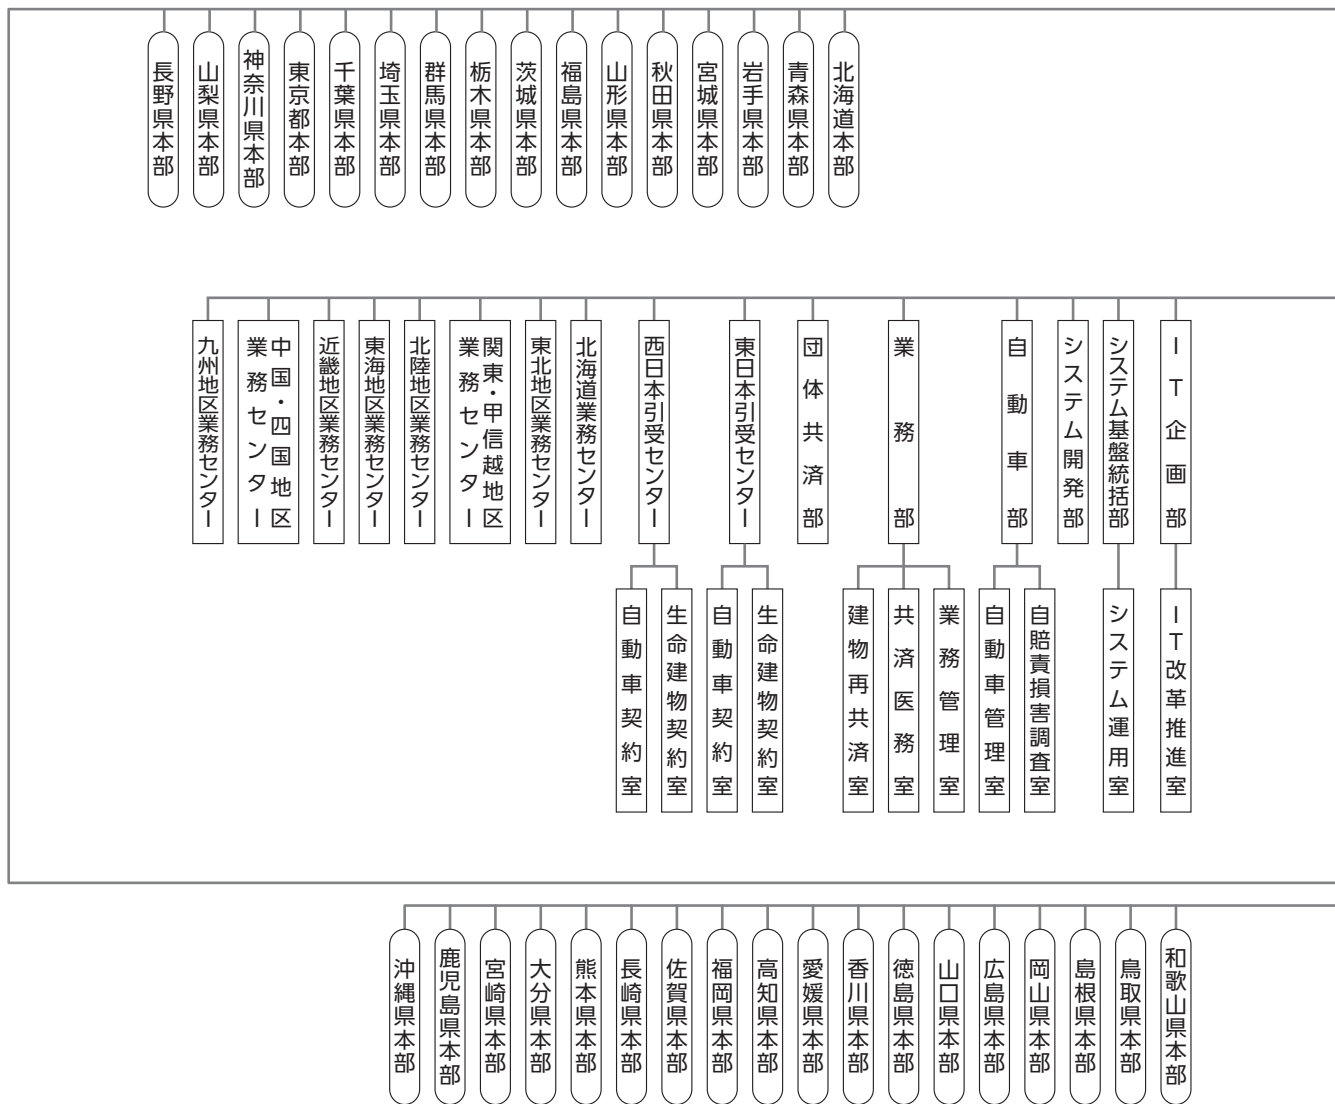 北海道本部
青森県本部
岩手県本部
宮城県本部
秋田県本部
山形県本部
福島県本部
茨城県本部
栃木県本部
群馬県本部
埼玉県本部
千葉県本部
東京都本部
神奈川県本部
山梨県本部
長野県本部
IT企画部
システム基盤統括部
システム開発部
自動車部
業務部
団体共済部
東日本引受センター
西日本引受センター
北海道業務センター
東北地区業務センター
関東・甲信越地区
業務センター
北陸地区業務センター
東海地区業務センター
近畿地区業務センター
中国・四国地区
業務センター
九州地区業務センター
IT改革推進室
システム運用室
自賠責損害調査室
自動車管理室
業務管理室
共済医務室
建物再共済室
生命建物契約室
自動車契約室
生命建物契約室
自動車契約室
和歌山県本部
鳥取県本部
島根県本部
岡山県本部
広島県本部
山口県本部
徳島県本部
香川県本部
愛媛県本部
高知県本部
福岡県本部
佐賀県本部
長崎県本部
熊本県本部
大分県本部
宮崎県本部
鹿児島県本部
沖縄県本部